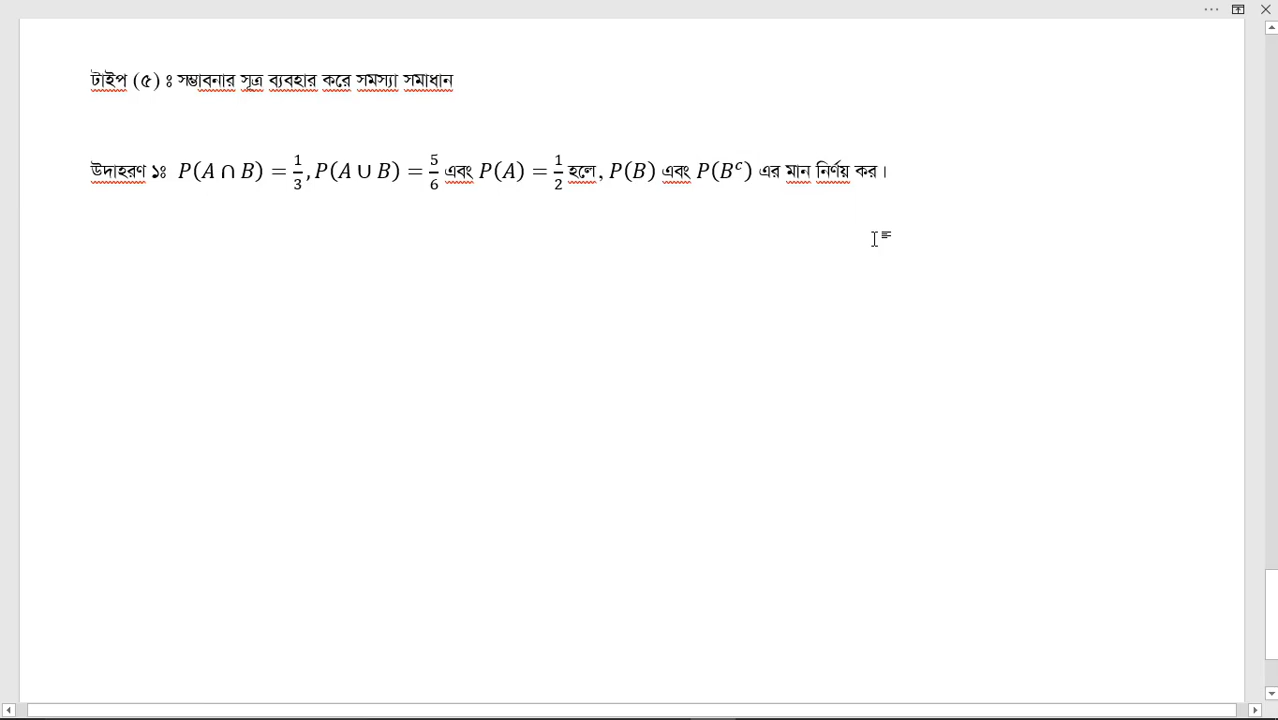 টাইপ (৫) ঃ সম্ভাবনার সূত্র ব্যবহার করে সমস্যা সমাধান
উদাহরণ ১ঃ P(A ∩ B) = 1/3, P(A ∪ B) = 5/6 এবং P(A) = 1/2 হলে, P(B) এবং P(Bᶜ) এর মান নির্ণয় কর।